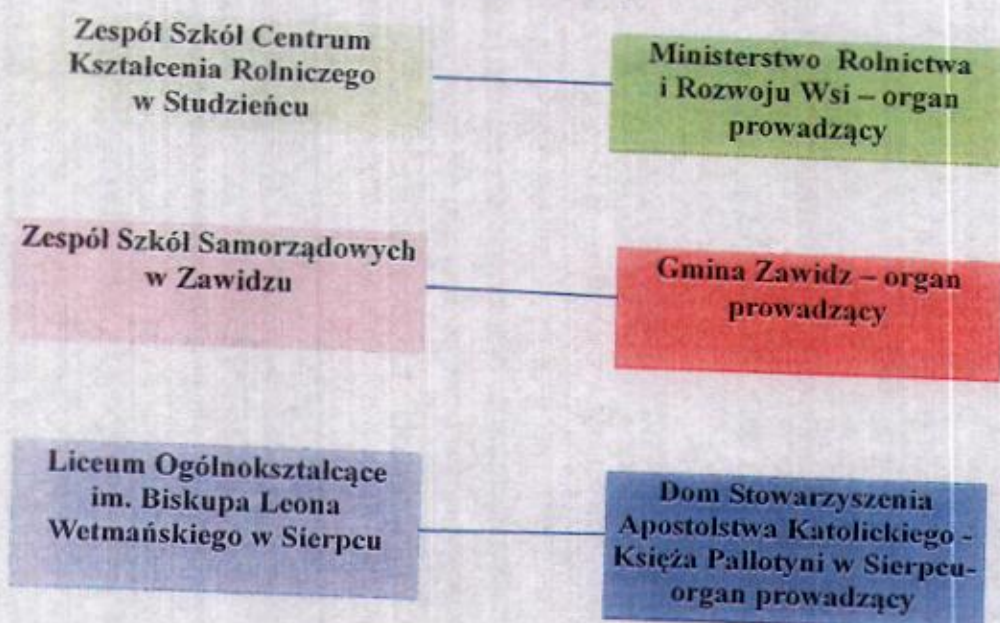 Zespół Szkół Centrum
Kształcenia Rolniczego
w Studzieńcu
Ministerstwo Rolnictwa
i Rozwoju Wsi – organ
prowadzący
Zespół Szkół Samorządowych
w Zawidzu
Gmina Zawidz – organ
prowadzący
Liceum Ogólnokształcące
im. Biskupa Leona
Wetmańskiego w Sierpcu
Dom Stowarzyszenia
Apostolstwa Katolickiego -
Księża Pallotyni w Sierpcu-
organ prowadzący